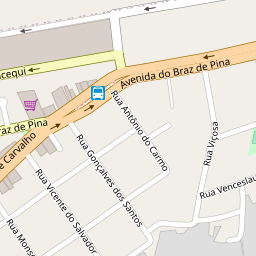 acequi
Avenida do Braz de Pina
raz de Pina
e Carvalho
Rua Antônio do Carmo
Rua Viçosa
Rua Gonçalves dos Santos
Rua Venceslau
Rua Vicente do Salvador
Rua Mons